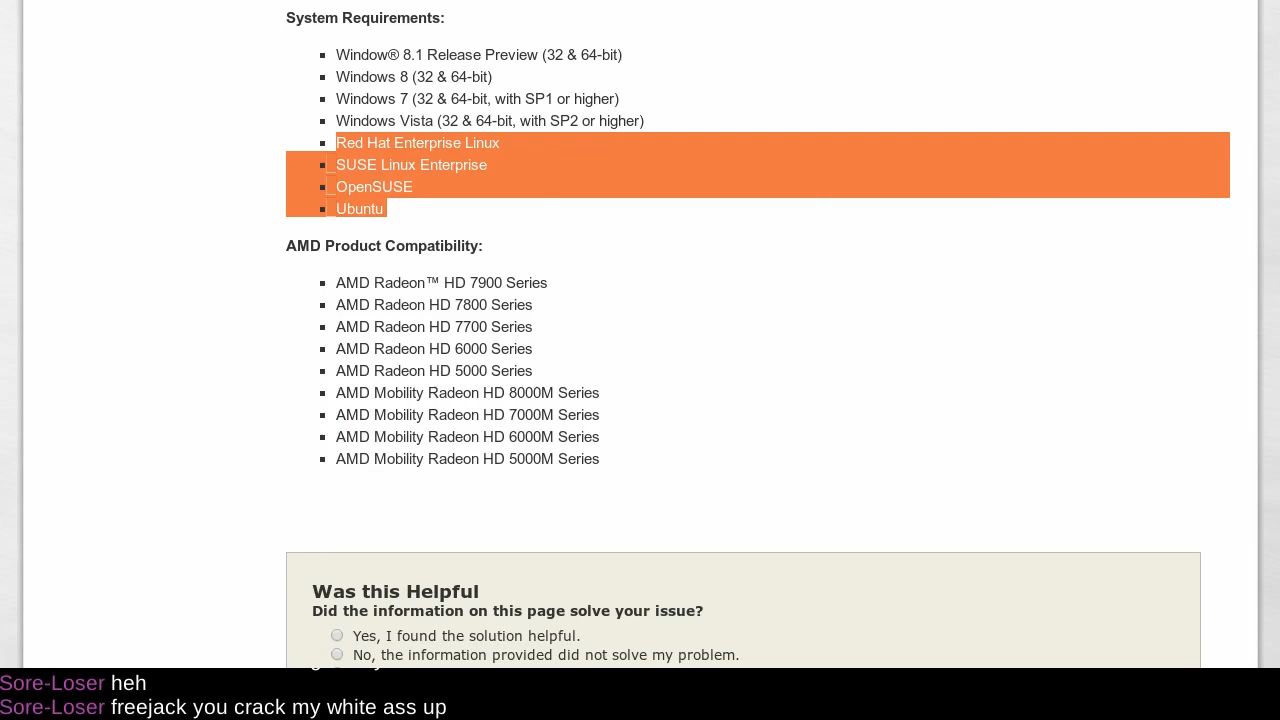 System Requirements:
Window® 8.1 Release Preview (32 & 64-bit)
Windows 8 (32 & 64-bit)
Windows 7 (32 & 64-bit, with SP1 or higher)
Windows Vista (32 & 64-bit, with SP2 or higher)
Red Hat Enterprise Linux
SUSE Linux Enterprise
OpenSUSE
Ubuntu
AMD Product Compatibility:
AMD Radeon™ HD 7900 Series
AMD Radeon HD 7800 Series
AMD Radeon HD 7700 Series
AMD Radeon HD 6000 Series
AMD Radeon HD 5000 Series
AMD Mobility Radeon HD 8000M Series
AMD Mobility Radeon HD 7000M Series
AMD Mobility Radeon HD 6000M Series
AMD Mobility Radeon HD 5000M Series
Was this Helpful
Did the information on this page solve your issue?
Yes, I found the solution helpful.
No, the information provided did not solve my problem.
Sore-Loser heh
Sore-Loser freejack you crack my white ass up